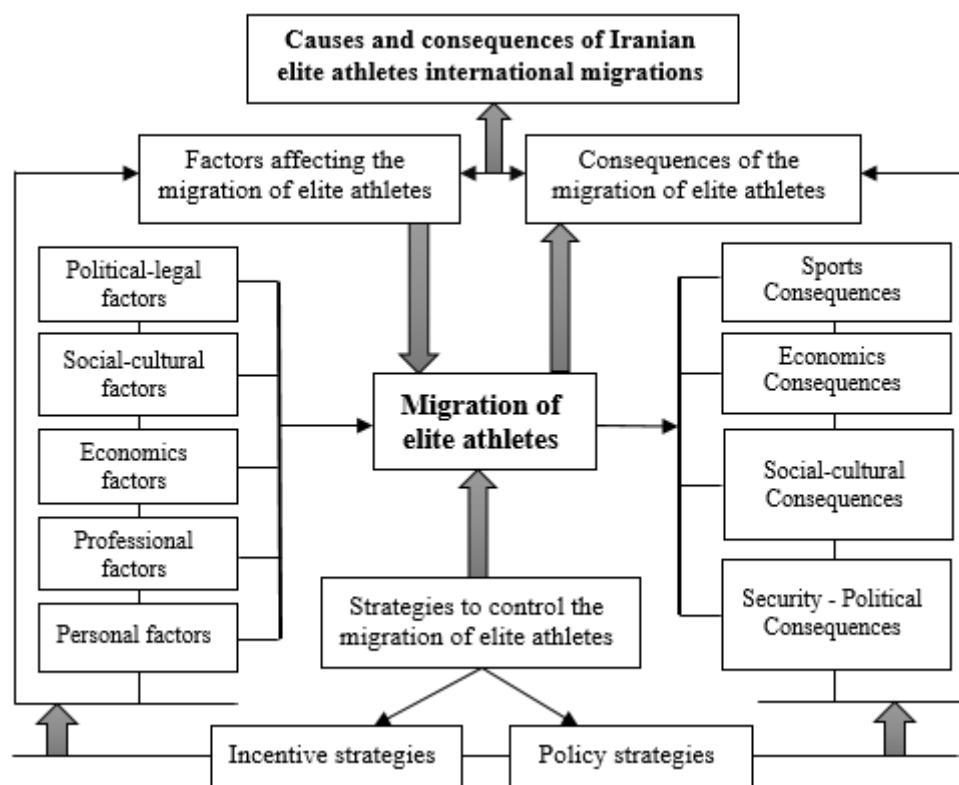 Causes and consequences of Iranian
elite athletes international migrations
Factors affecting the
migration of elite athletes
Consequences of the
migration of elite athletes
Political-legal
factors
Social-cultural
factors
Economics
factors
Professional
factors
Personal factors
Migration of
elite athletes
Strategies to control the
migration of elite athletes
Sports
Consequences
Economics
Consequences
Social-cultural
Consequences
Security - Political
Consequences
Incentive strategies
Policy strategies